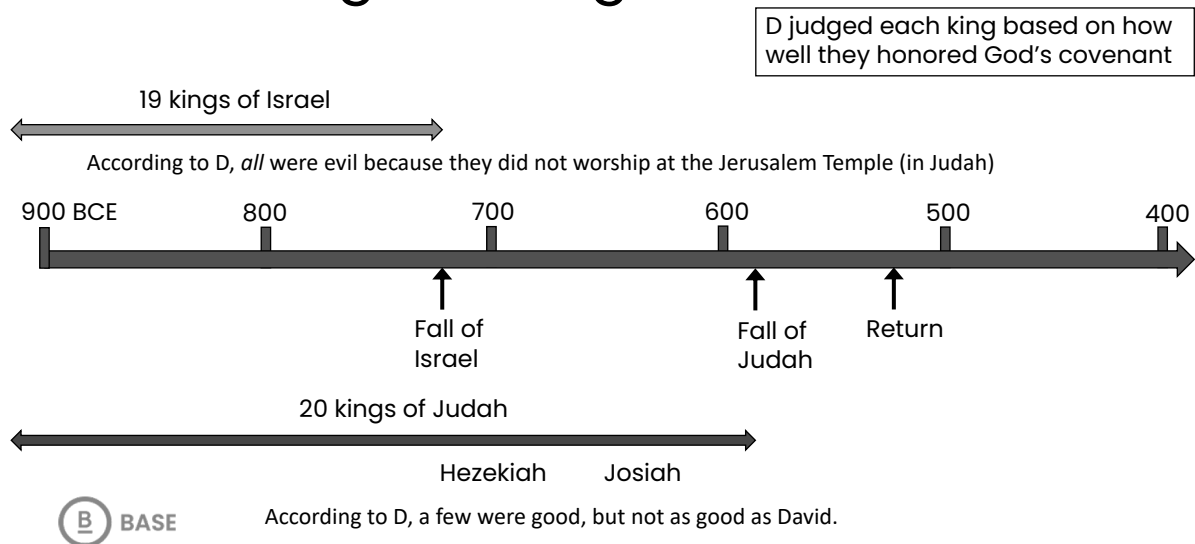 D judged each king based on how
well they honored God's covenant
19 kings of Israel
According to D, all were evil because they did not worship at the Jerusalem Temple (in Judah)
900 BCE 800 700 600 500 400
Fall of
Israel
Fall of
Judah
Return
20 kings of Judah
Hezekiah Josiah
According to D, a few were good, but not as good as David.
B BASE